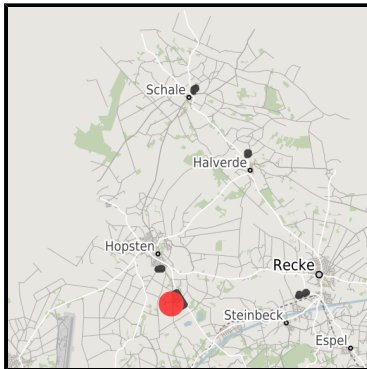 Schale
Halverde
Hopsten
Recke
Steinbeck
Espel